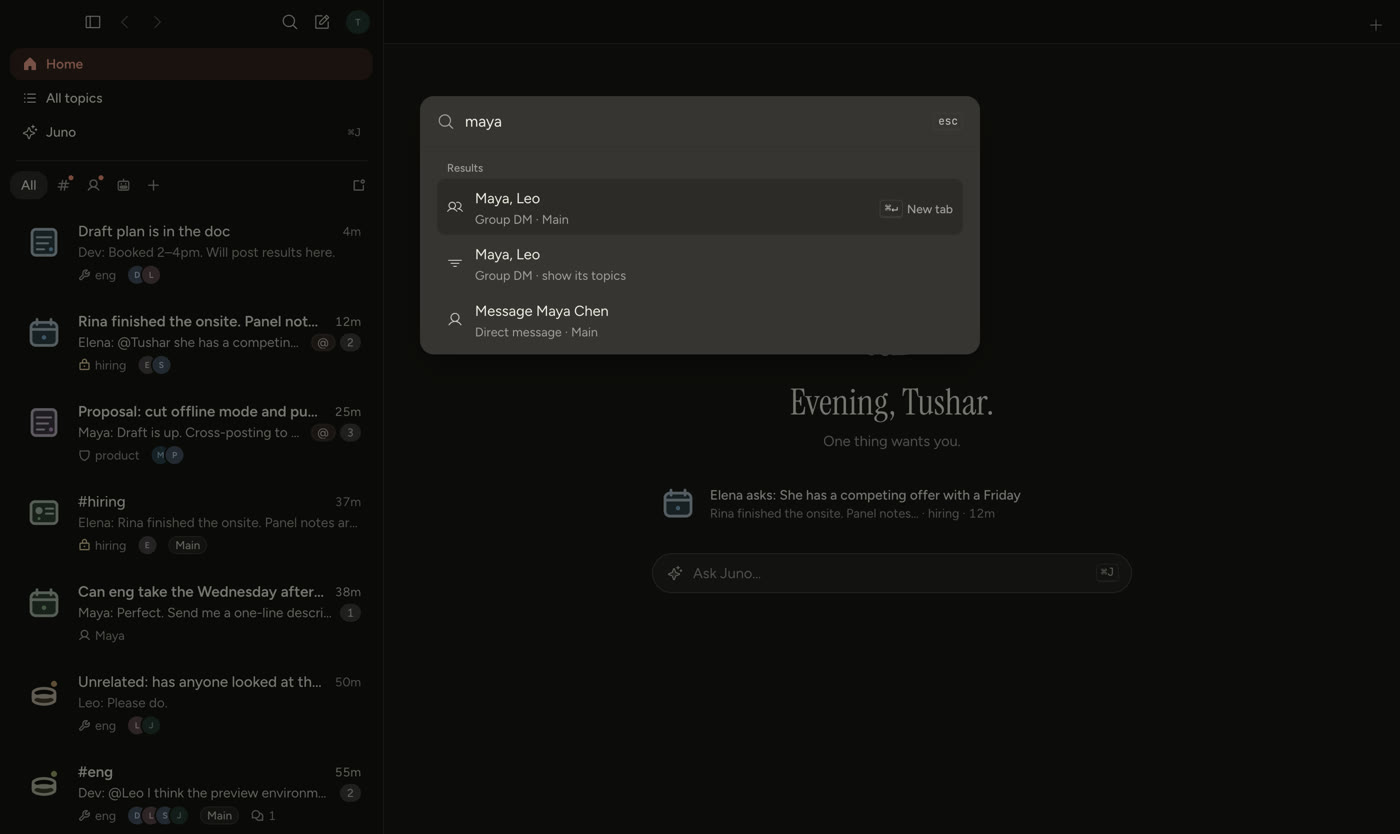 T
Home
All topics
Juno
⌘J
All
Draft plan is in the doc 4m
Dev: Booked 2–4pm. Will post results here.
eng D L
Rina finished the onsite. Panel not... 12m
Elena: @Tushar she has a competin... @ 2
hiring E S
Proposal: cut offline mode and pu... 25m
Maya: Draft is up. Cross-posting to ... @ 3
product M P
#hiring 37m
Elena: Rina finished the onsite. Panel notes ar...
hiring E Main
Can eng take the Wednesday after... 38m
Maya: Perfect. Send me a one-line descri... 1
Maya
Unrelated: has anyone looked at th... 50m
Leo: Please do.
eng L J
#eng 55m
Dev: @Leo I think the preview environm... 2
eng D L S J Main 1
maya esc
Results
Maya, Leo
Group DM · Main
⌘↵ New tab
Maya, Leo
Group DM · show its topics
Message Maya Chen
Direct message · Main
Evening, Tushar.
One thing wants you.
Elena asks: She has a competing offer with a Friday
Rina finished the onsite. Panel notes... · hiring · 12m
Ask Juno... ⌘J